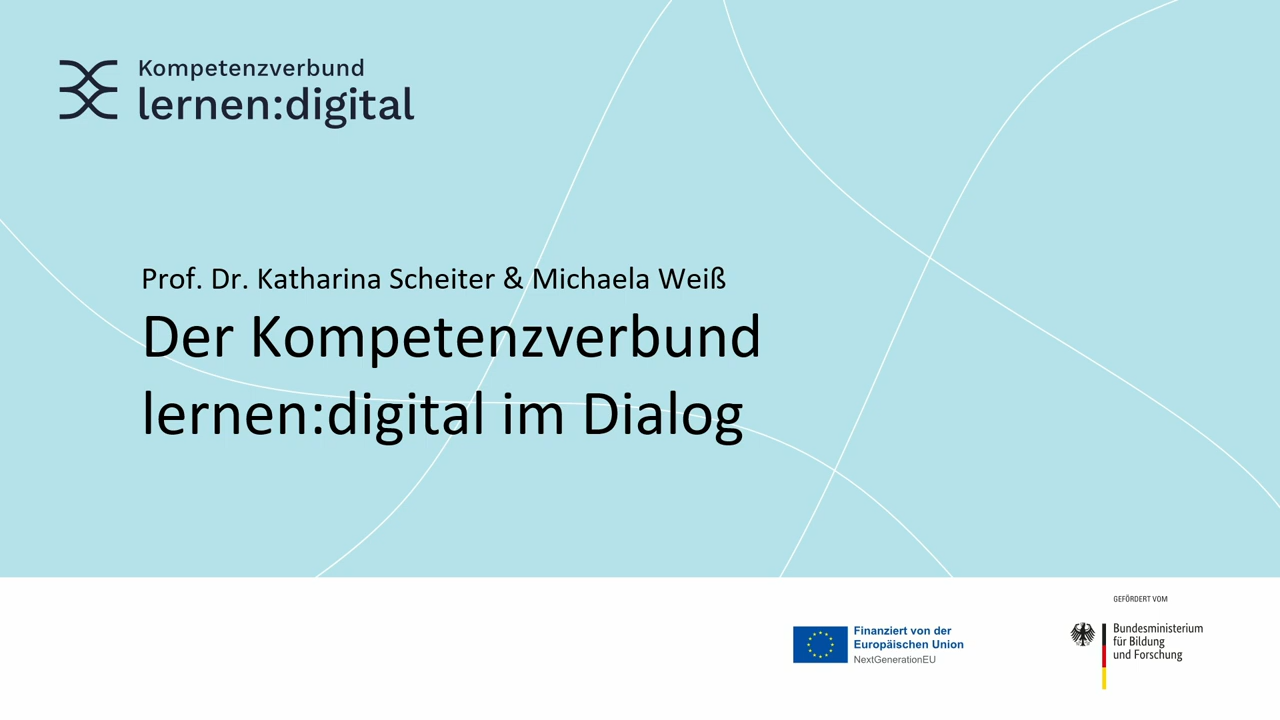 Kompetenzverbund
lernen:digital
Prof. Dr. Katharina Scheiter & Michaela Weiß
Der Kompetenzverbund
lernen:digital im Dialog
Finanziert von der
Europäischen Union
NextGenerationEU
GEFÖRDERT VOM
Bundesministerium
für Bildung
und Forschung